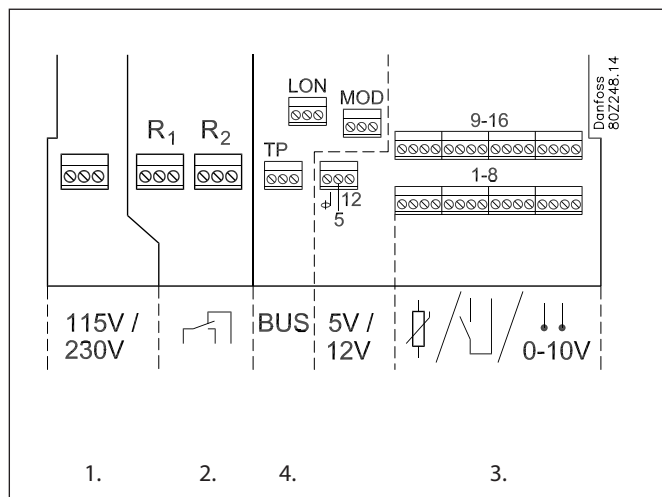 LON
MOD
R1 R2
TP
9-16
1-8
12
5
Danfoss
80Z248.14
115V /
230V
BUS
5V /
12V
0-10V
1. 2. 4. 3.